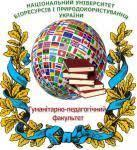 НАЦІОНАЛЬНИЙ УНІВЕРСИТЕТ
БІОРЕСУРСІВ І ПРИРОДОКОРИСТУВАННЯ
УКРАЇНИ
Гуманітарно-педагогічний
факультет